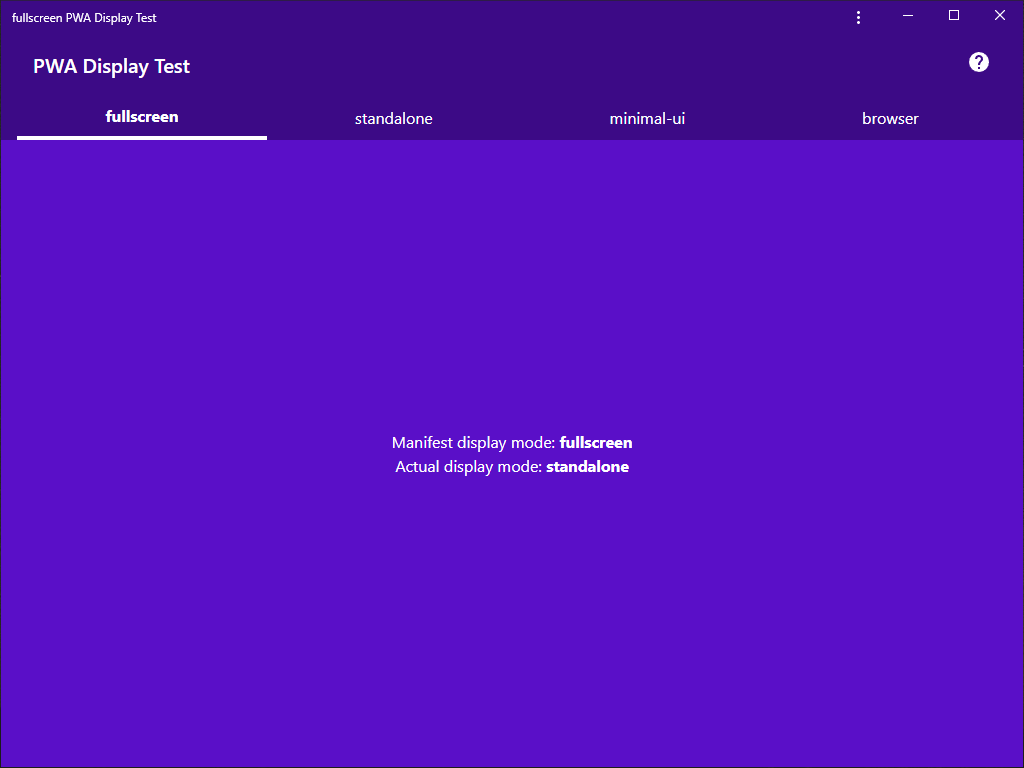 fullscreen PWA Display Test
PWA Display Test
?
fullscreen standalone minimal-ui browser
Manifest display mode: fullscreen
Actual display mode: standalone